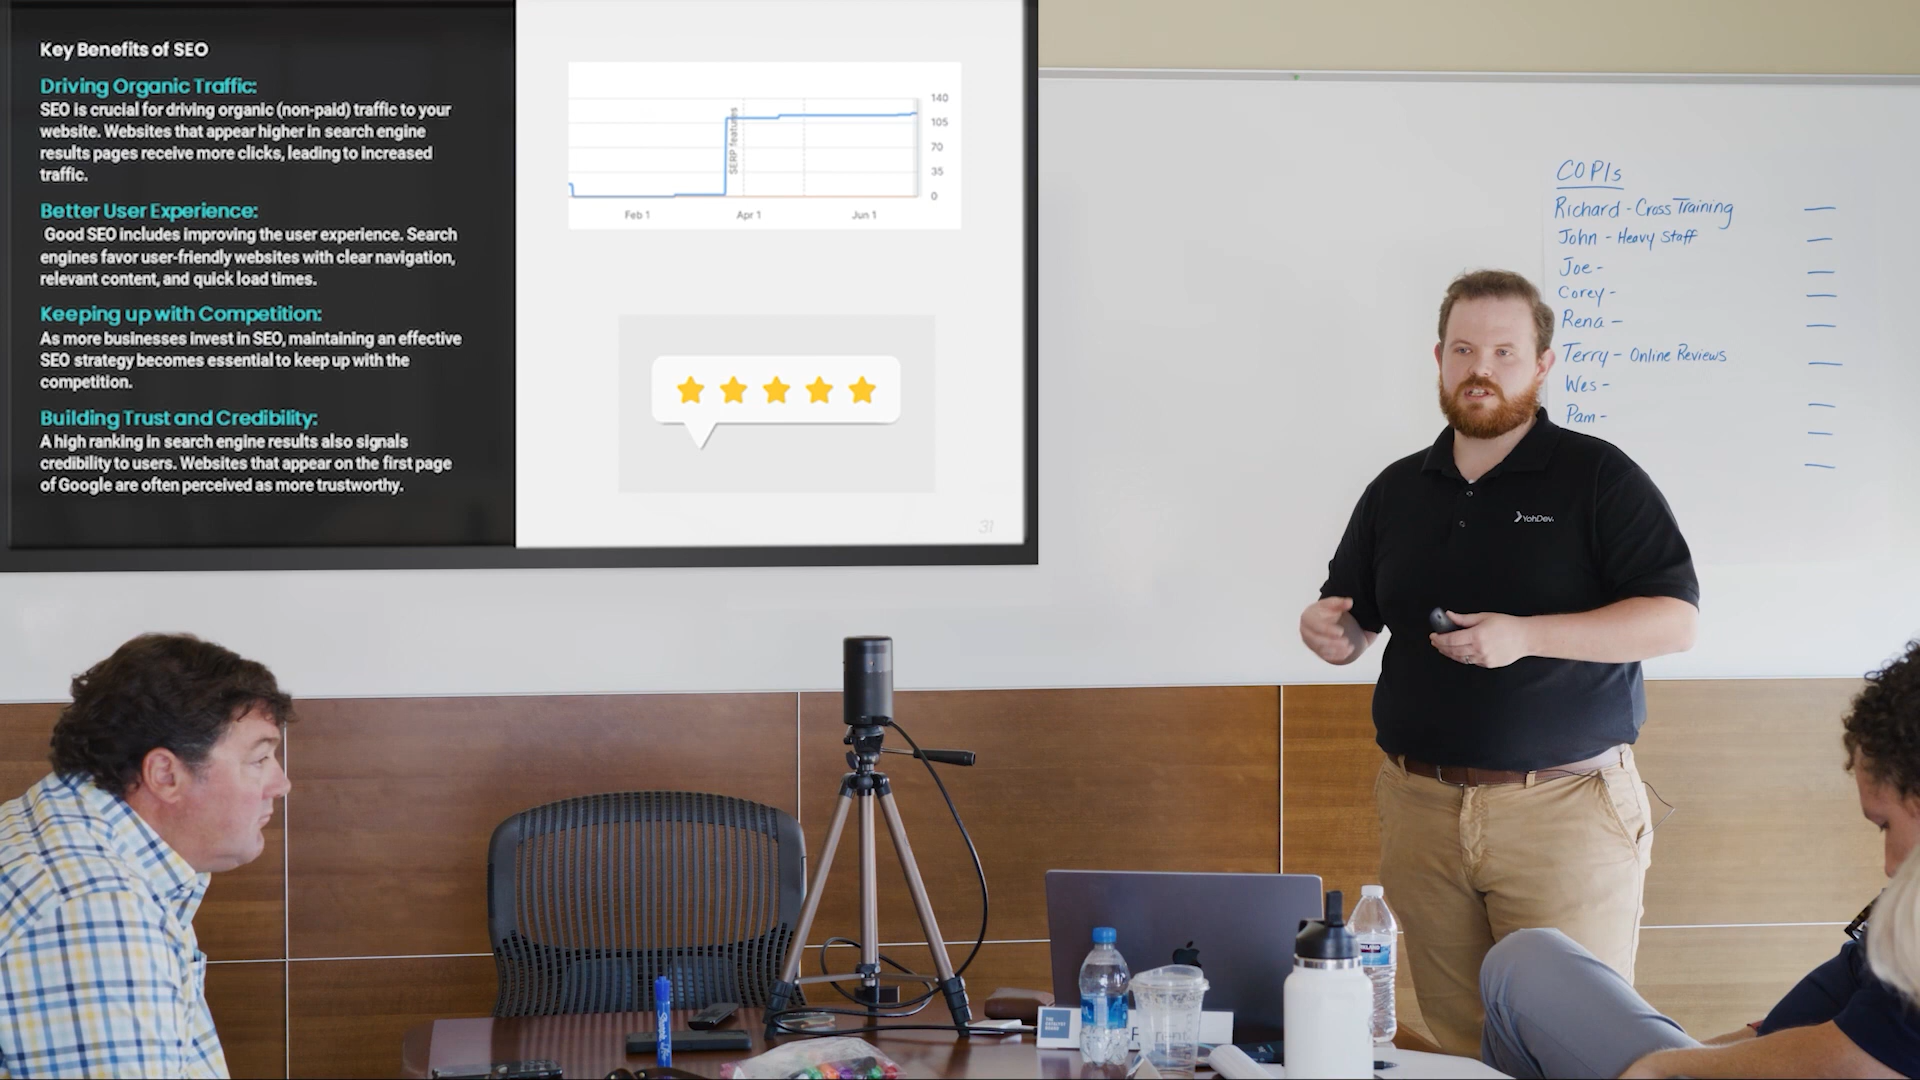 Key Benefits of SEO
Driving Organic Traffic:
SEO is crucial for driving organic (non-paid) traffic to your
website. Websites that appear higher in search engine
results pages receive more clicks, leading to increased
traffic.
Better User Experience:
Good SEO includes improving the user experience. Search
engines favor user-friendly websites with clear navigation,
relevant content, and quick load times.
Keeping up with Competition:
As more businesses invest in SEO, maintaining an effective
SEO strategy becomes essential to keep up with the
competition.
Building Trust and Credibility:
A high ranking in search engine results also signals
credibility to users. Websites that appear on the first page
of Google are often perceived as more trustworthy.
140
105
70
35
0
SERP features
Feb 1
Apr 1
Jun 1
31
COPIs
Richard - Cross Training
John - Heavy Staff
Joe -
Corey -
Rena -
Terry - Online Reviews
Wes -
Pam -
YohDev.